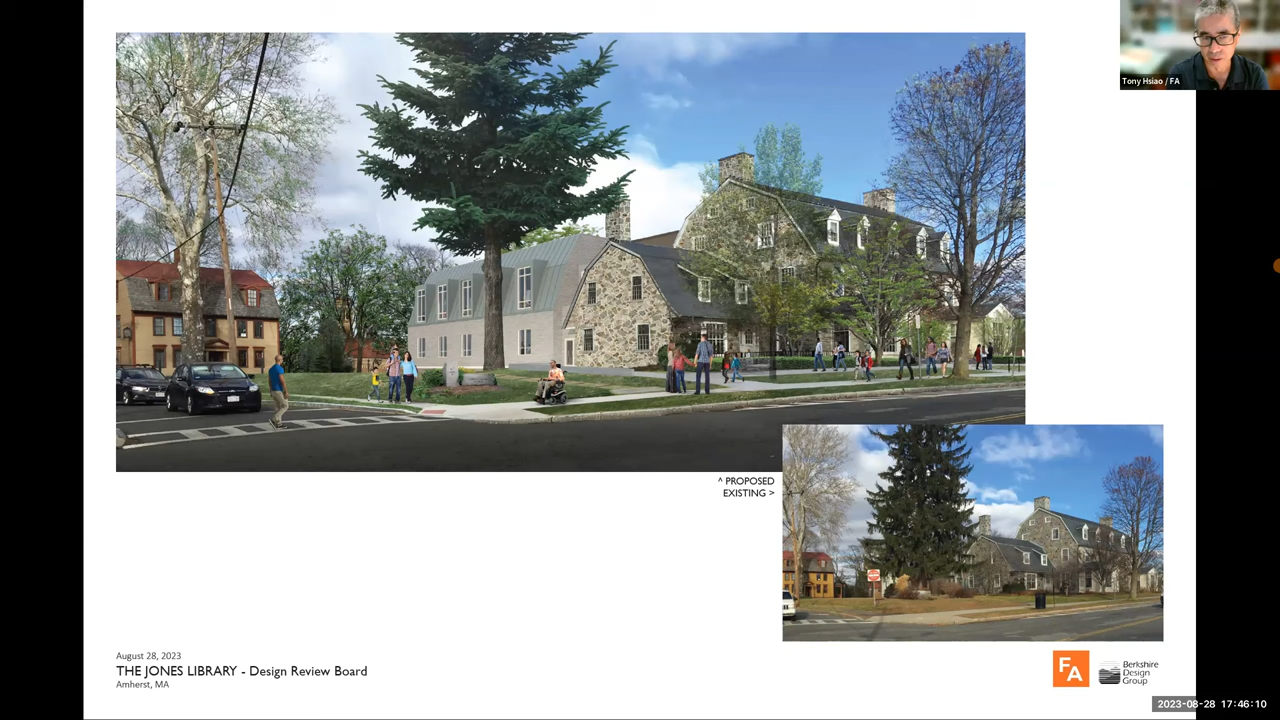 Tony Hsiao / FA
^ PROPOSED
EXISTING >
August 28, 2023
THE JONES LIBRARY - Design Review Board
Amherst, MA
FA
Berkshire
Design
Group
2023-08-28 17:46:10